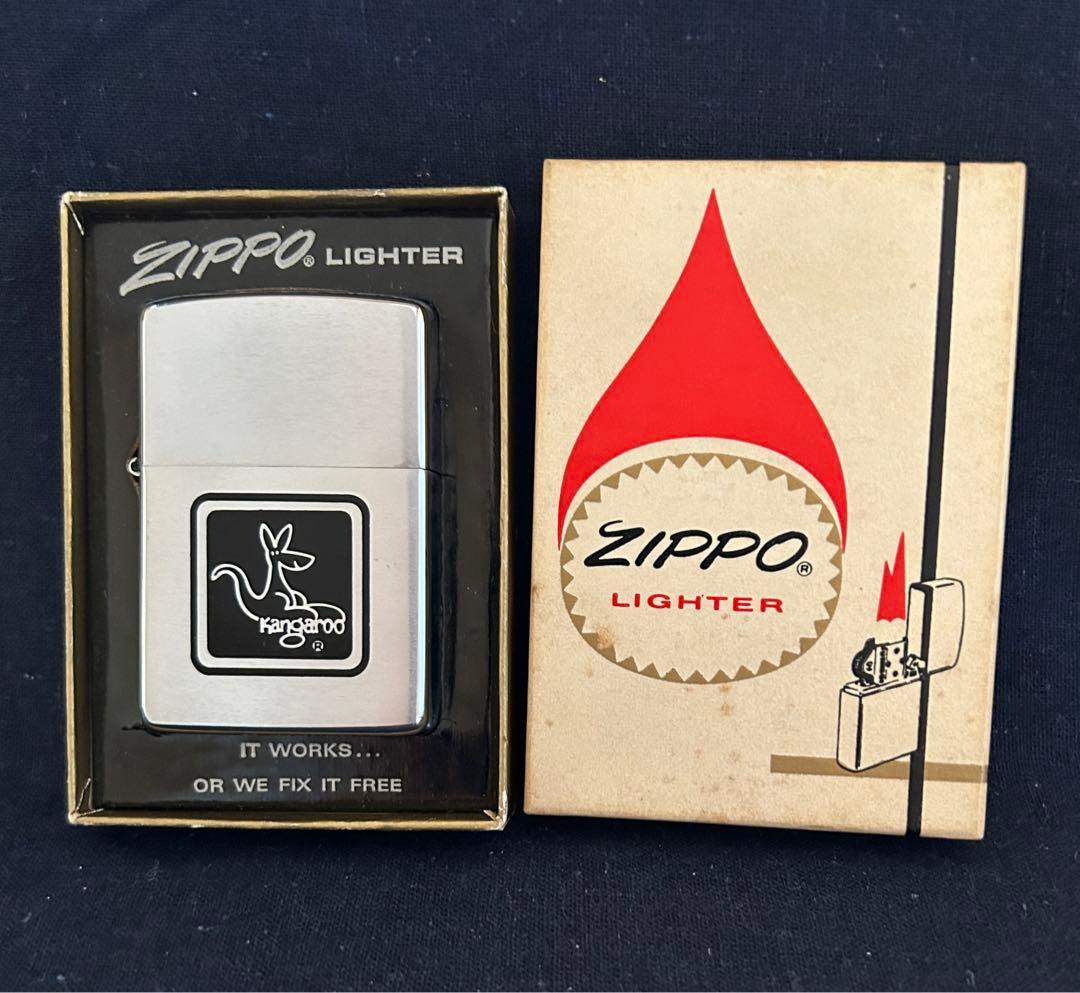 ZIPPO® LIGHTER
Kangaroo
®
IT WORKS...
OR WE FIX IT FREE
ZIPPO®
LIGHTER